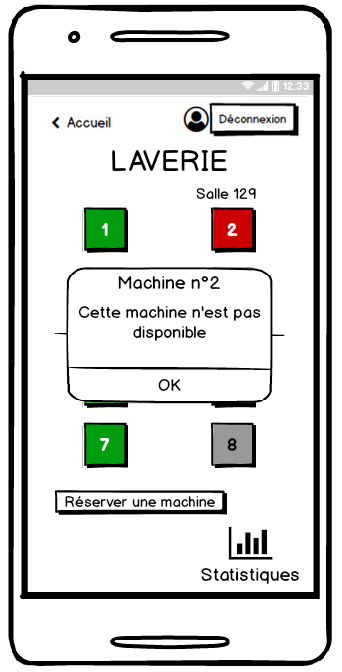 12:33
Accueil
Déconnexion
LAVERIE
Salle 129
1
2
Machine n°2
Cette machine n'est pas
disponible
OK
7
8
Réserver une machine
Statistiques